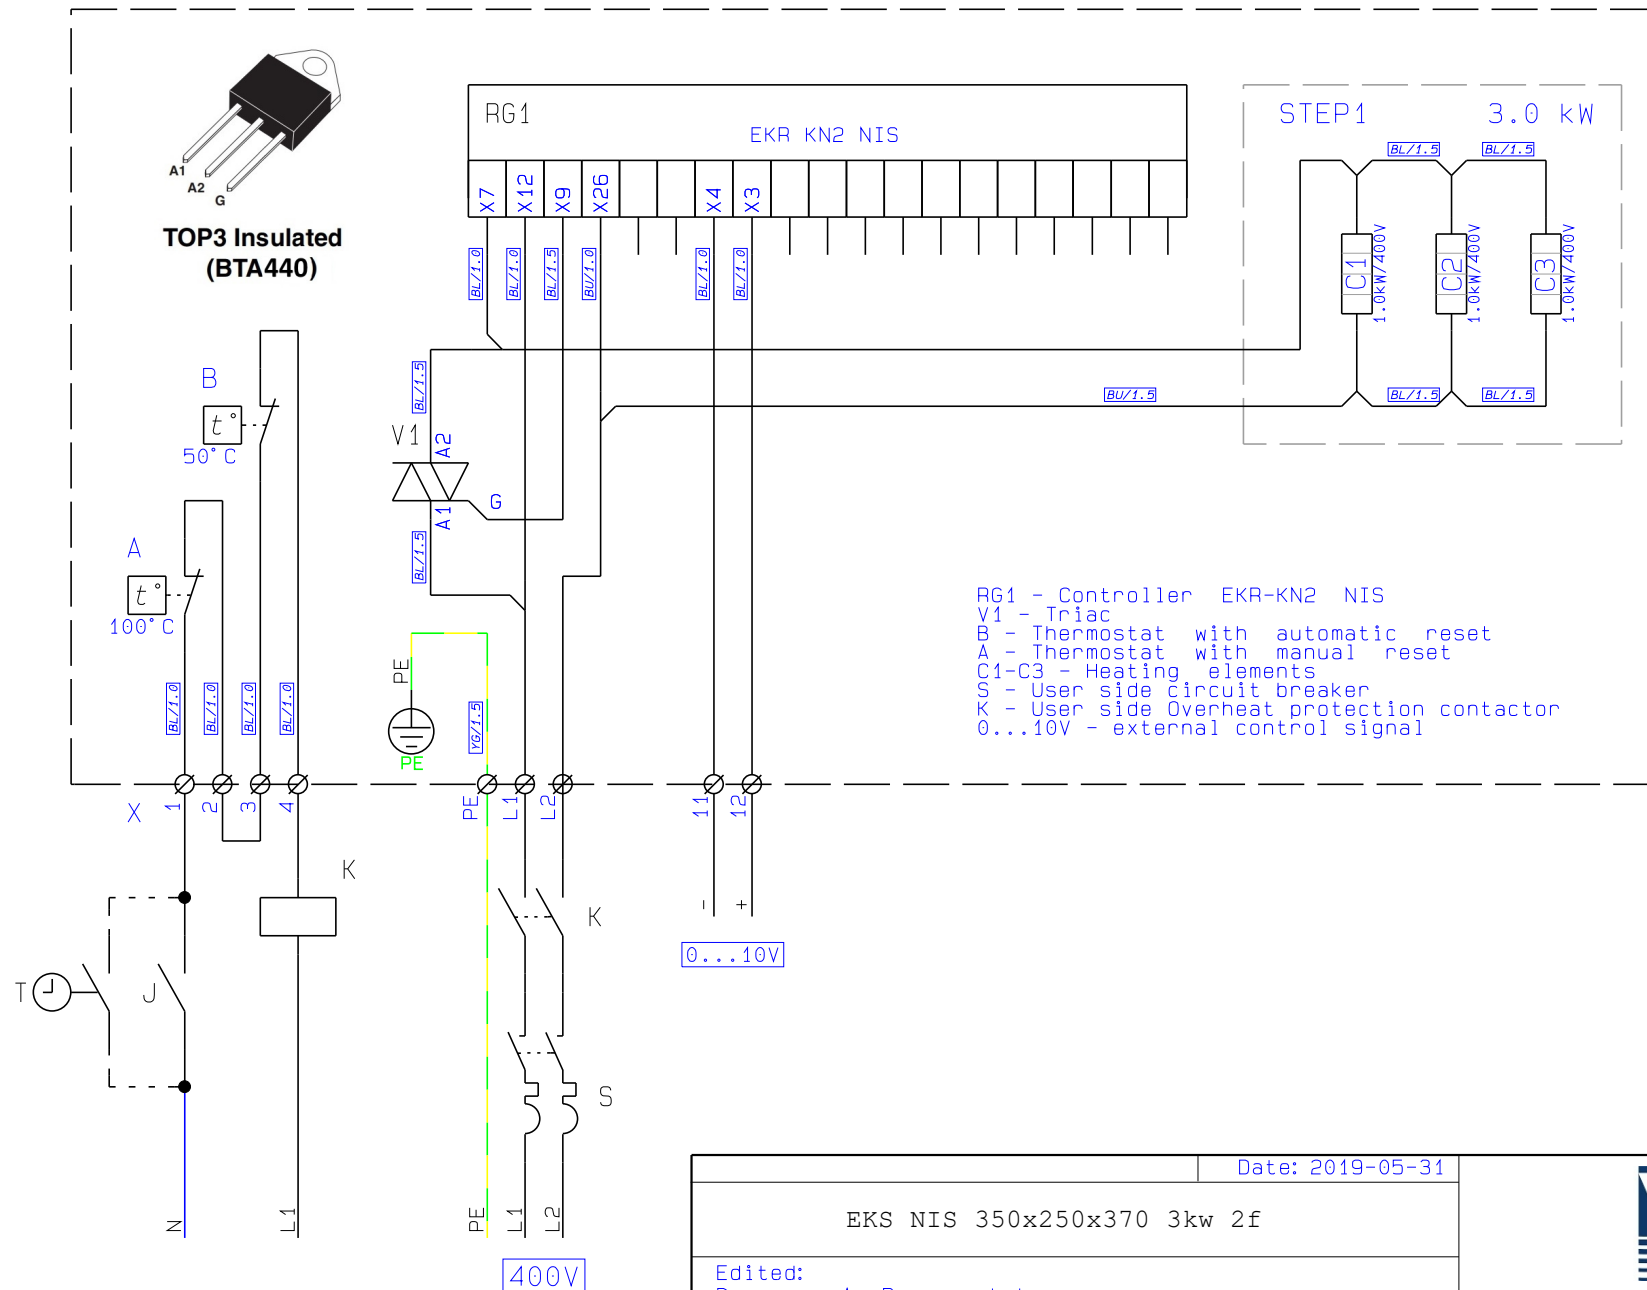 A1
A2
G
TOP3 Insulated
(BTA440)
RG1
EKR KN2 NIS
X7
X12
X9
X26
X4
X3
BL/1.0
BL/1.0
BL/1.5
BU/1.0
BL/1.0
BL/1.0
STEP1
3.0 kW
BL/1.5
BL/1.5
C1
1.0kW/400V
C2
1.0kW/400V
C3
1.0kW/400V
BU/1.5
BL/1.5
BL/1.5
B
t°
50°C
A
t°
100°C
BL/1.5
V1
A2
G
A1
BL/1.5
RG1 - Controller EKR-KN2 NIS
V1 - Triac
B - Thermostat with automatic reset
A - Thermostat with manual reset
C1-C3 - Heating elements
S - User side circuit breaker
K - User side Overheat protection contactor
0...10V - external control signal
BL/1.0
BL/1.0
BL/1.0
BL/1.0
PE
PE
YG/1.5
X
1
2
3
4
PE
L1
L2
11
12
K
K
-
+
0...10V
T
J
S
N
L1
PE
L1
L2
400V
Date: 2019-05-31
EKS NIS 350x250x370 3kw 2f
Edited: